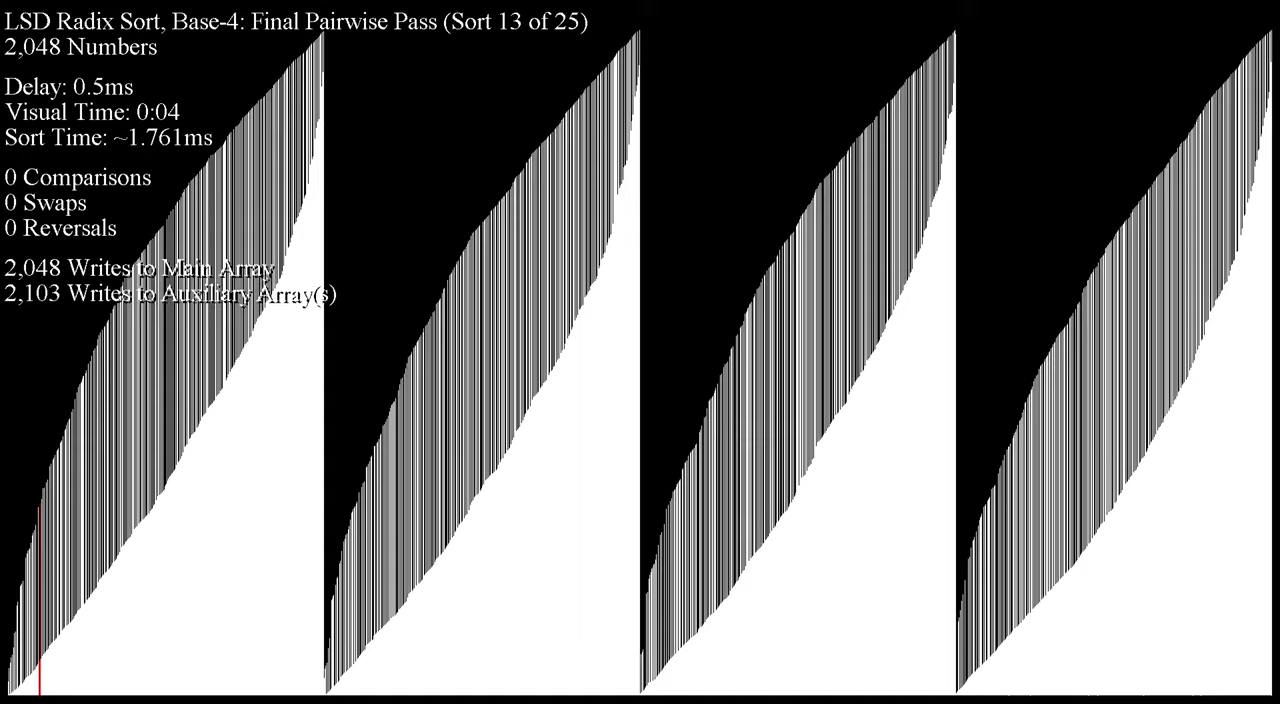 LSD Radix Sort, Base-4: Final Pairwise Pass (Sort 13 of 25)
2,048 Numbers
Delay: 0.5ms
Visual Time: 0:04
Sort Time: ~1.761ms
0 Comparisons
0 Swaps
0 Reversals
2,048 Writes to Main Array
2,103 Writes to Auxiliary Array(s)